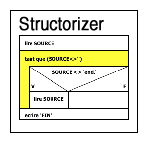 Structorizer
lire SOURCE
tant que (SOURCE<>'')
SOURCE <> 'end.'
V F
lire SOURCE
ecrire 'FIN'